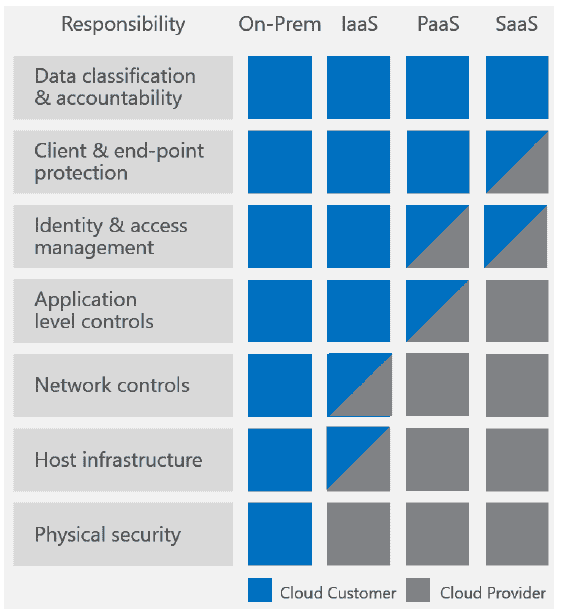 Responsibility On-Prem IaaS PaaS SaaS
Data classification
& accountability
Client & end-point
protection
Identity & access
management
Application
level controls
Network controls
Host infrastructure
Physical security
Cloud Customer Cloud Provider